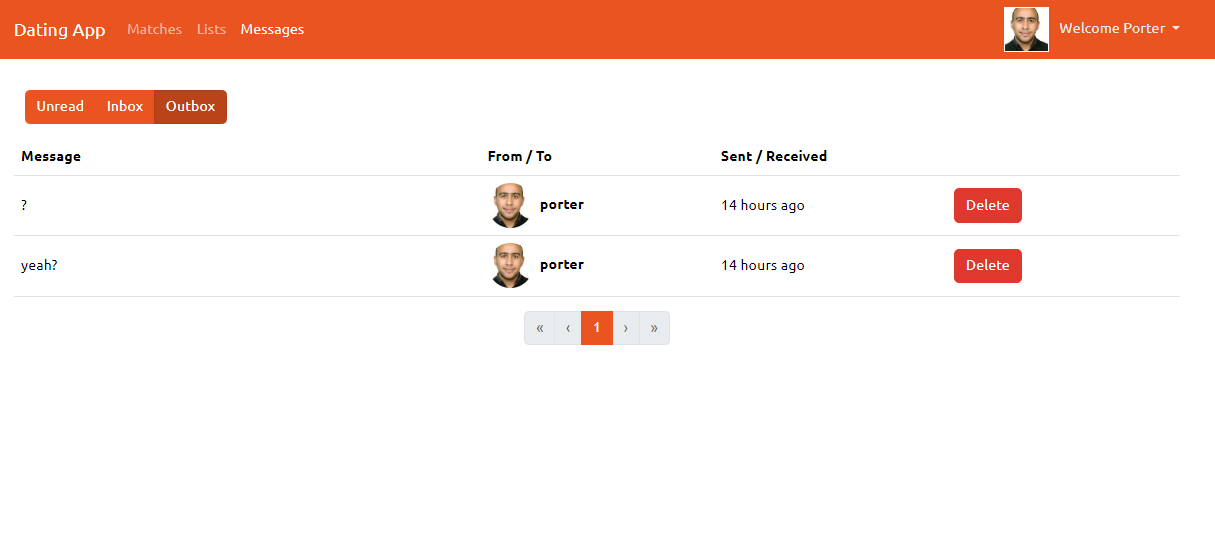 Dating App Matches Lists Messages Welcome Porter
Unread Inbox Outbox
Message From / To Sent / Received
? porter 14 hours ago Delete
yeah? porter 14 hours ago Delete
« ‹ 1 › »